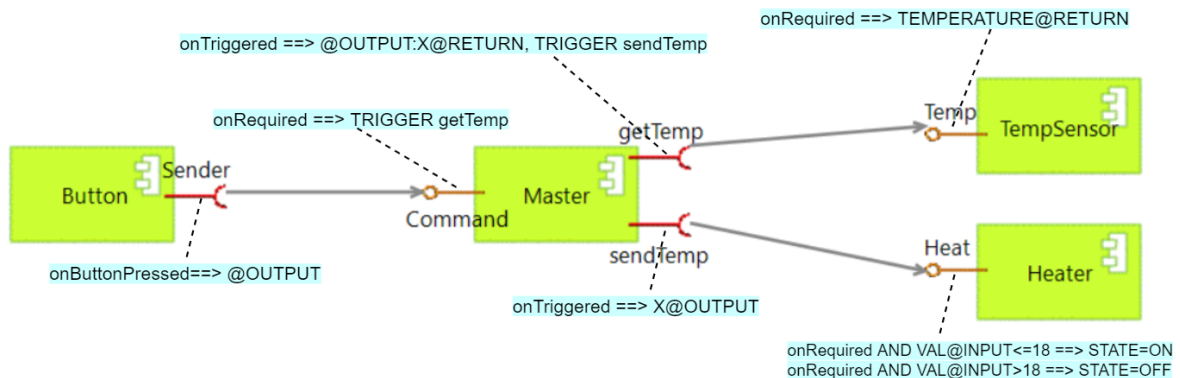 onRequired ==> TEMPERATURE@RETURN
onTriggered ==> @OUTPUT:X@RETURN, TRIGGER sendTemp
onRequired ==> TRIGGER getTemp
getTemp
Temp
TempSensor
Sender
Button
Command
Master
sendTemp
Heat
Heater
onButtonPressed==> @OUTPUT
onTriggered ==> X@OUTPUT
onRequired AND VAL@INPUT<=18 ==> STATE=ON
onRequired AND VAL@INPUT>18 ==> STATE=OFF